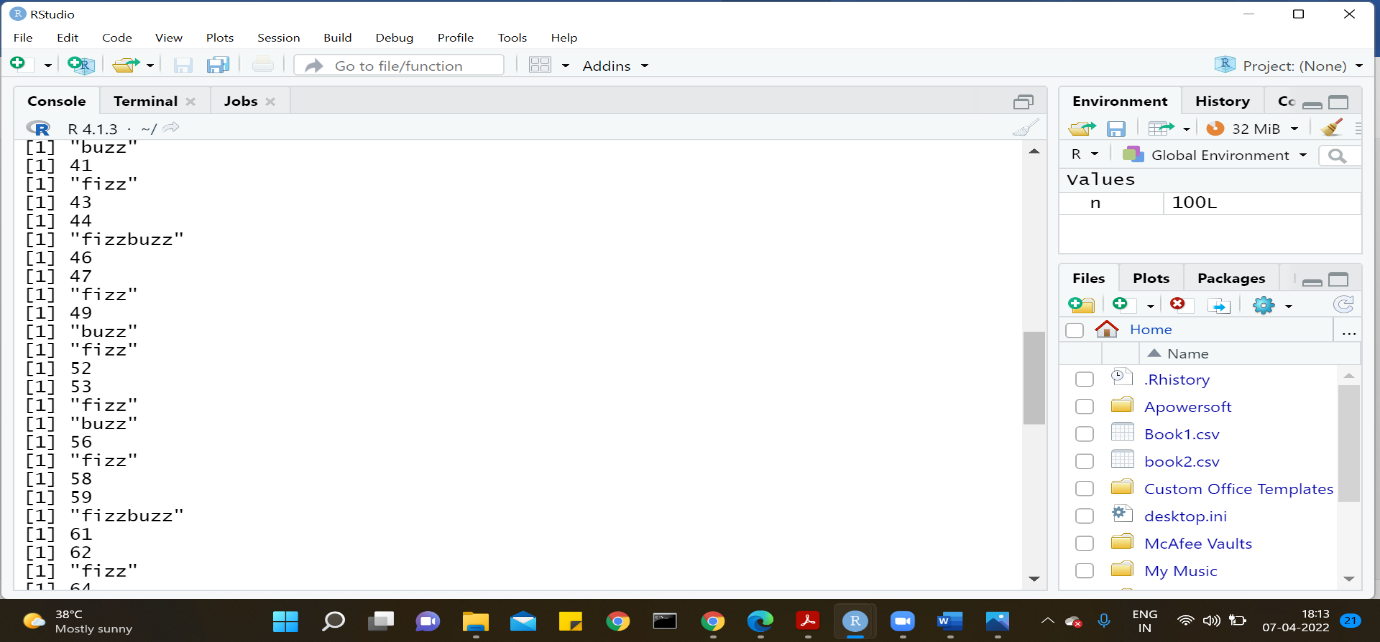 RStudio
File Edit Code View Plots Session Build Debug Profile Tools Help
Go to file/function Addins Project: (None)
Console Terminal Jobs
R 4.1.3 · ~/
[1] "buzz"
[1] 41
[1] "fizz"
[1] 43
[1] 44
[1] "fizzbuzz"
[1] 46
[1] 47
[1] "fizz"
[1] 49
[1] "buzz"
[1] "fizz"
[1] 52
[1] 53
[1] "fizz"
[1] "buzz"
[1] 56
[1] "fizz"
[1] 58
[1] 59
[1] "fizzbuzz"
[1] 61
[1] 62
[1] "fizz"
[1] 64
Environment History
32 MiB
R Global Environment
Values
n 100L
Files Plots Packages
Home ...
Name
.Rhistory
Apowersoft
Book1.csv
book2.csv
Custom Office Templates
desktop.ini
McAfee Vaults
My Music
38°C
Mostly sunny
ENG
IN
18:13
07-04-2022
21